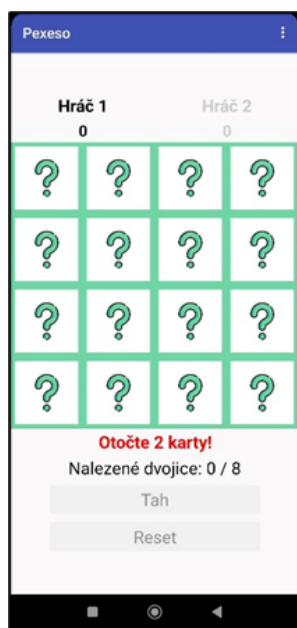 Pexeso
Hráč 1 Hráč 2
0 0
? ? ? ?
? ? ? ?
? ? ? ?
? ? ? ?
Otočte 2 karty!
Nalezené dvojice: 0 / 8
Tah
Reset